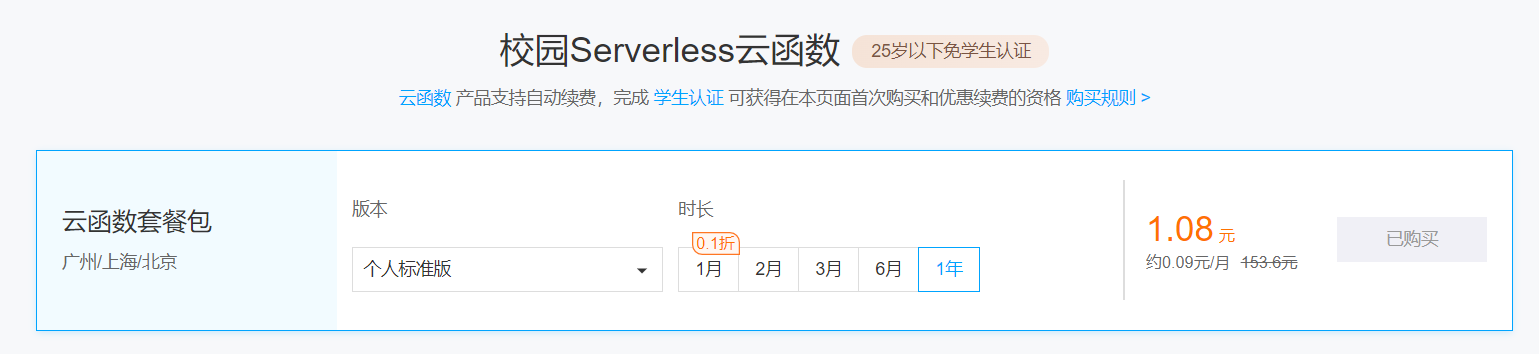 校园Serverless云函数 25岁以下免学生认证
云函数 产品支持自动续费，完成 学生认证 可获得在本页面首次购买和优惠续费的资格 购买规则 >
云函数套餐包
广州/上海/北京
版本
个人标准版
时长
0.1折
1月 2月 3月 6月 1年
1.08 元
约0.09元/月 153.6元
已购买